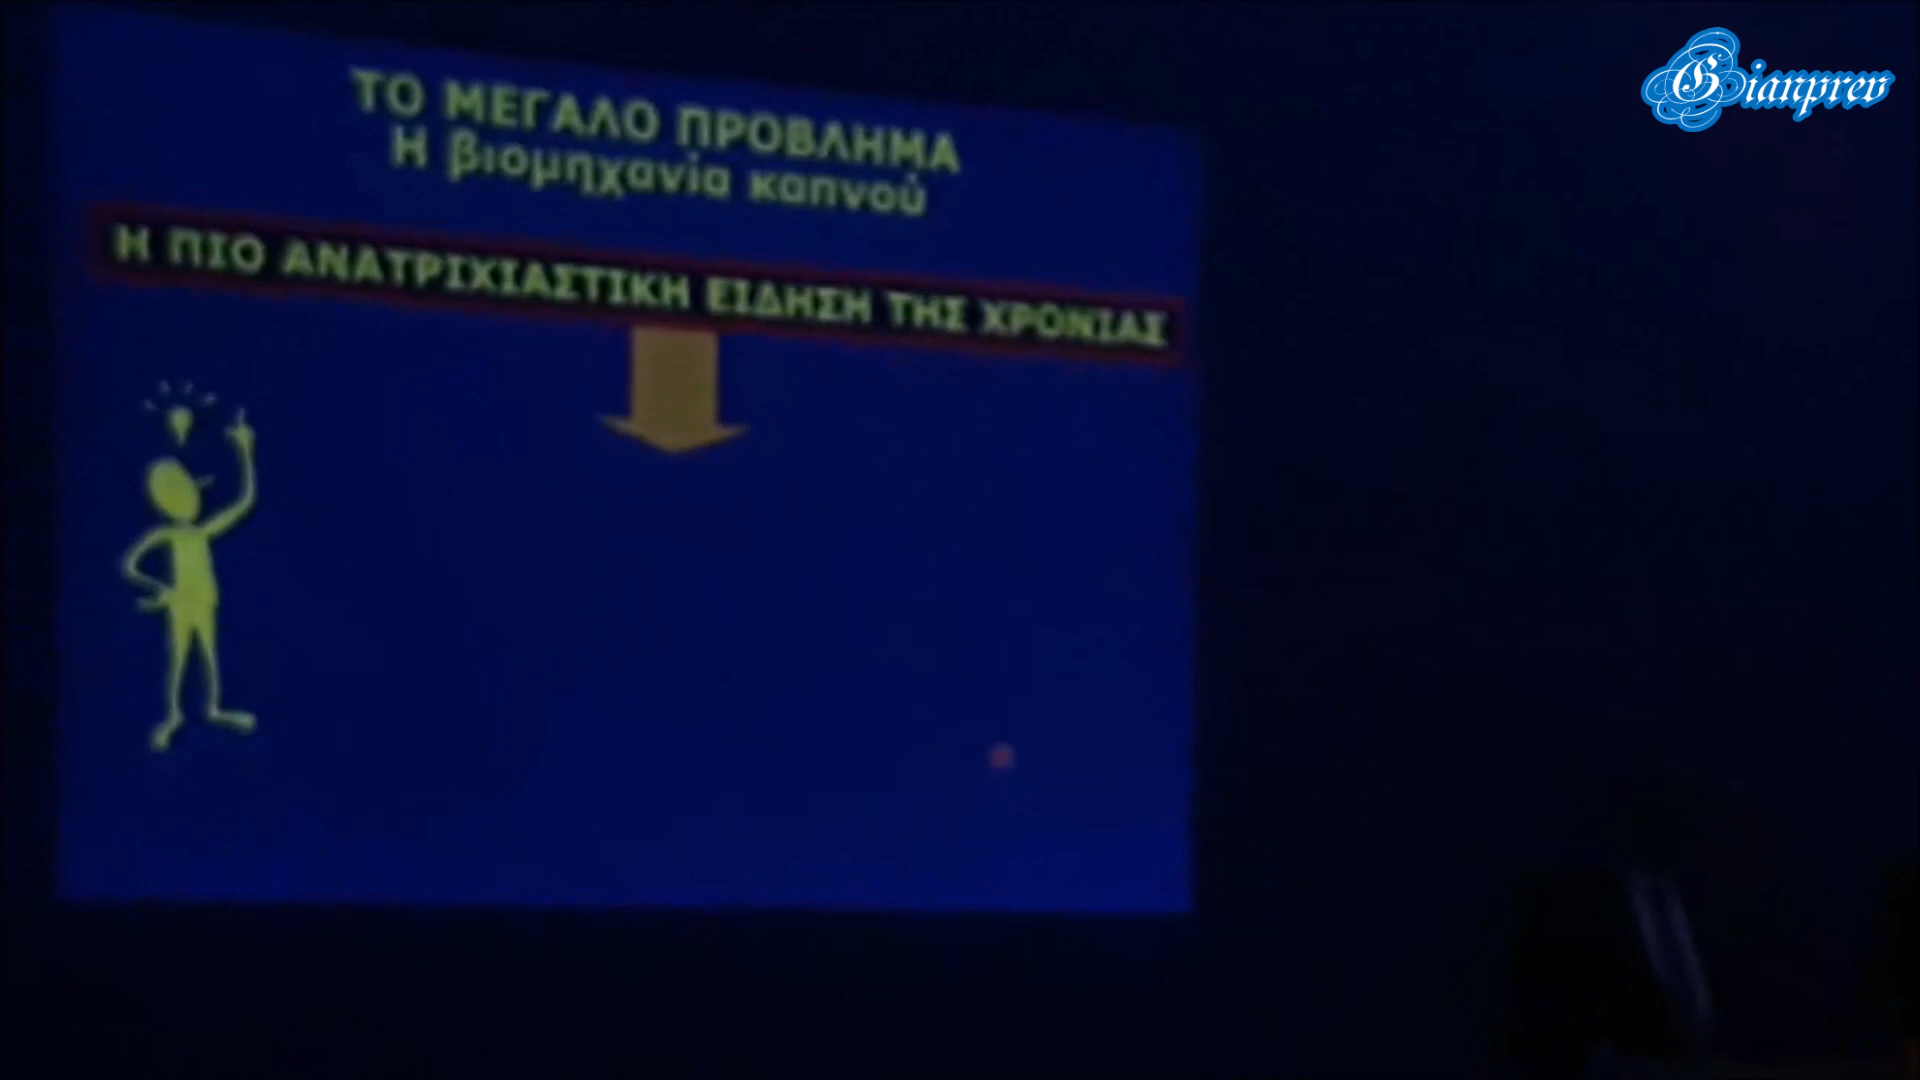 Gianprev
ΤΟ ΜΕΓΑΛΟ ΠΡΟΒΛΗΜΑ
Η βιομηχανία καπνού
Η ΠΙΟ ΑΝΑΤΡΙΧΙΑΣΤΙΚΗ ΕΙΔΗΣΗ ΤΗΣ ΧΡΟΝΙΑΣ